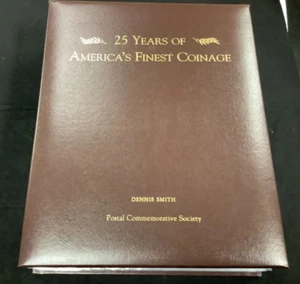 25 YEARS OF
AMERICA'S FINEST COINAGE
DENNIS SMITH
Postal Commemorative Society